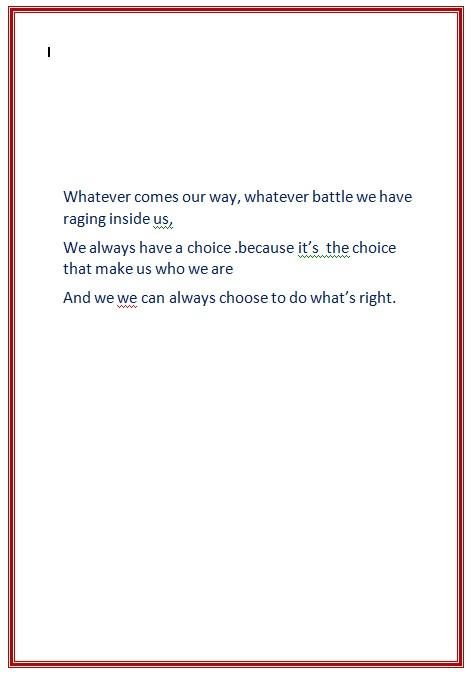 Whatever comes our way, whatever battle we have
raging inside us,
We always have a choice .because it’s  the choice
that make us who we are
And we we can always choose to do what’s right.